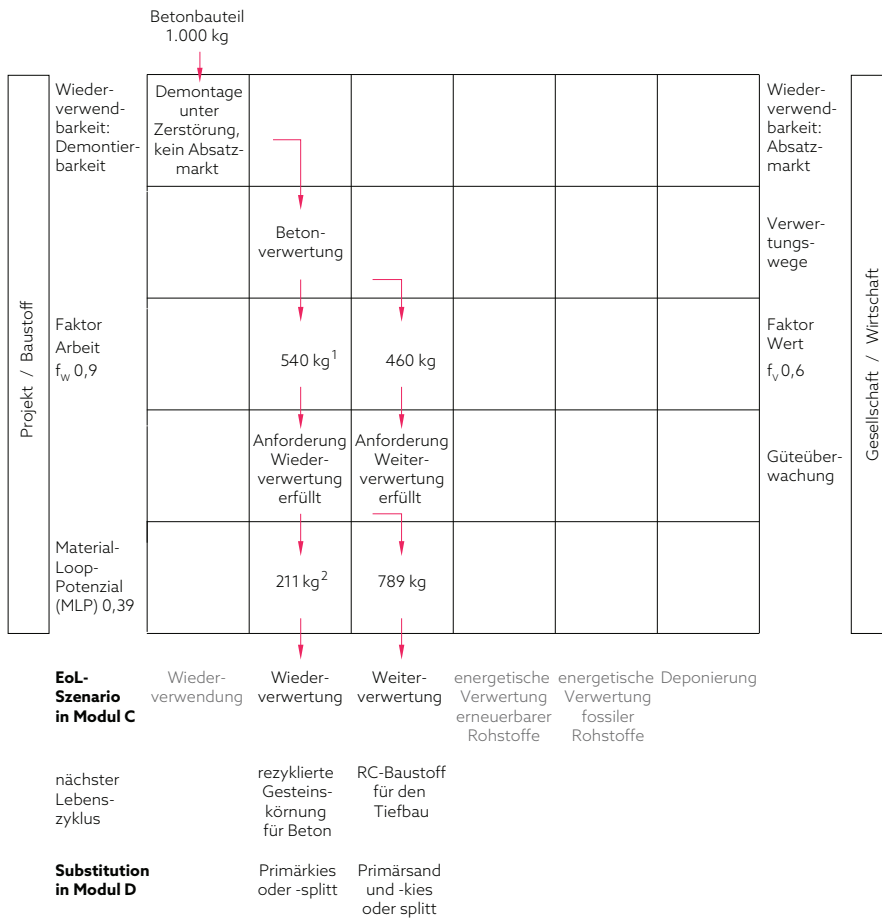 Betonbauteil
1.000 kg
Projekt / Baustoff
Wieder-
verwend-
barkeit:
Demontier-
barkeit
Demontage
unter
Zerstörung,
kein Absatz-
markt
Wieder-
verwend-
barkeit:
Absatz-
markt
Gesellschaft / Wirtschaft
Beton-
verwertung
Verwer-
tungs-
wege
Faktor
Arbeit
fw 0,9
540 kg1
460 kg
Faktor
Wert
fv 0,6
Anforderung
Wieder-
verwertung
erfüllt
Anforderung
Weiter-
verwertung
erfüllt
Güteüber-
wachung
Material-
Loop-
Potenzial
(MLP) 0,39
211 kg2
789 kg
EoL-
Szenario
in Modul C
Wieder-
verwendung
Wieder-
verwertung
Weiter-
verwertung
energetische
Verwertung
erneuerbarer
Rohstoffe
energetische
Verwertung
fossiler
Rohstoffe
Deponierung
nächster
Lebens-
zyklus
rezyklierte
Gesteins-
körnung
für Beton
RC-Baustoff
für den
Tiefbau
Substitution
in Modul D
Primärkies
oder -splitt
Primärsand
und -kies
oder splitt